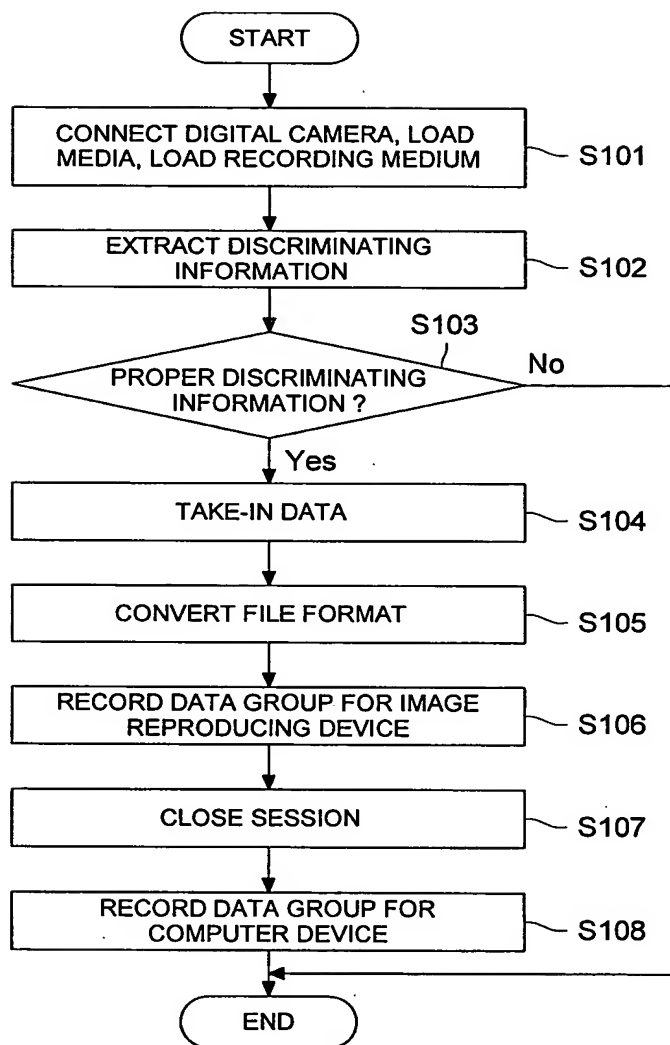 START
CONNECT DIGITAL CAMERA, LOAD
MEDIA, LOAD RECORDING MEDIUM
S101
EXTRACT DISCRIMINATING
INFORMATION
S102
S103
PROPER DISCRIMINATING
INFORMATION ?
No
Yes
TAKE-IN DATA
S104
CONVERT FILE FORMAT
S105
RECORD DATA GROUP FOR IMAGE
REPRODUCING DEVICE
S106
CLOSE SESSION
S107
RECORD DATA GROUP FOR
COMPUTER DEVICE
S108
END